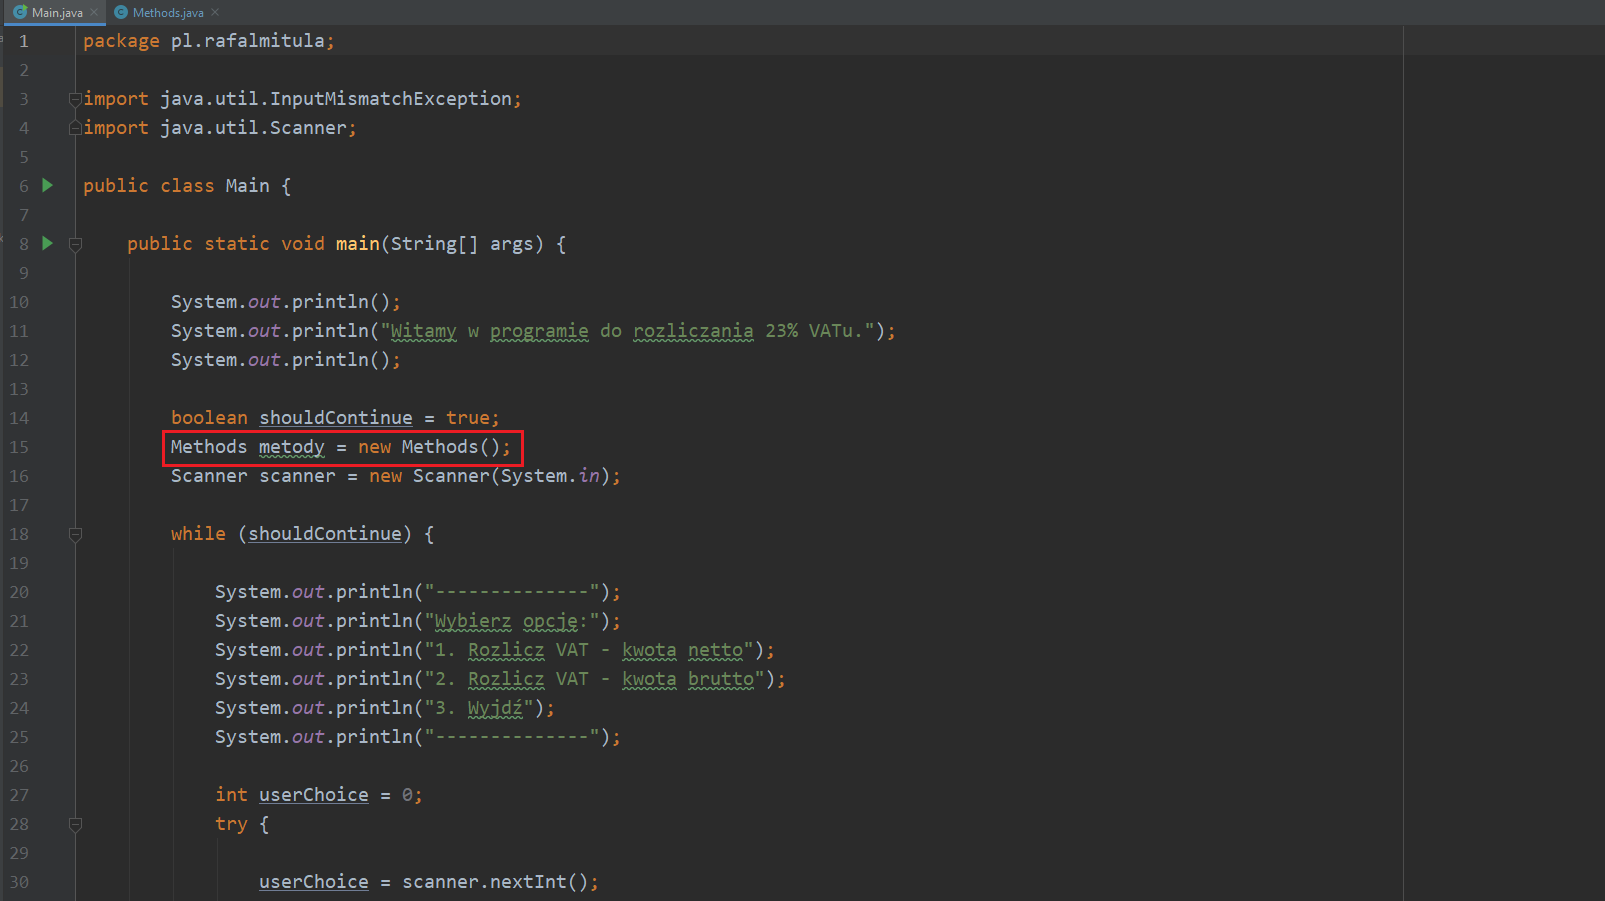 Main.java
Methods.java
1 package pl.rafalmitula;
2
3 import java.util.InputMismatchException;
4 import java.util.Scanner;
5
6 public class Main {
7
8 public static void main(String[] args) {
9
10 System.out.println();
11 System.out.println("Witamy w programie do rozliczania 23% VATu.");
12 System.out.println();
13
14 boolean shouldContinue = true;
15 Methods metody = new Methods();
16 Scanner scanner = new Scanner(System.in);
17
18 while (shouldContinue) {
19
20 System.out.println("--------------");
21 System.out.println("Wybierz opcję:");
22 System.out.println("1. Rozlicz VAT - kwota netto");
23 System.out.println("2. Rozlicz VAT - kwota brutto");
24 System.out.println("3. Wyjdź");
25 System.out.println("--------------");
26
27 int userChoice = 0;
28 try {
29
30 userChoice = scanner.nextInt();